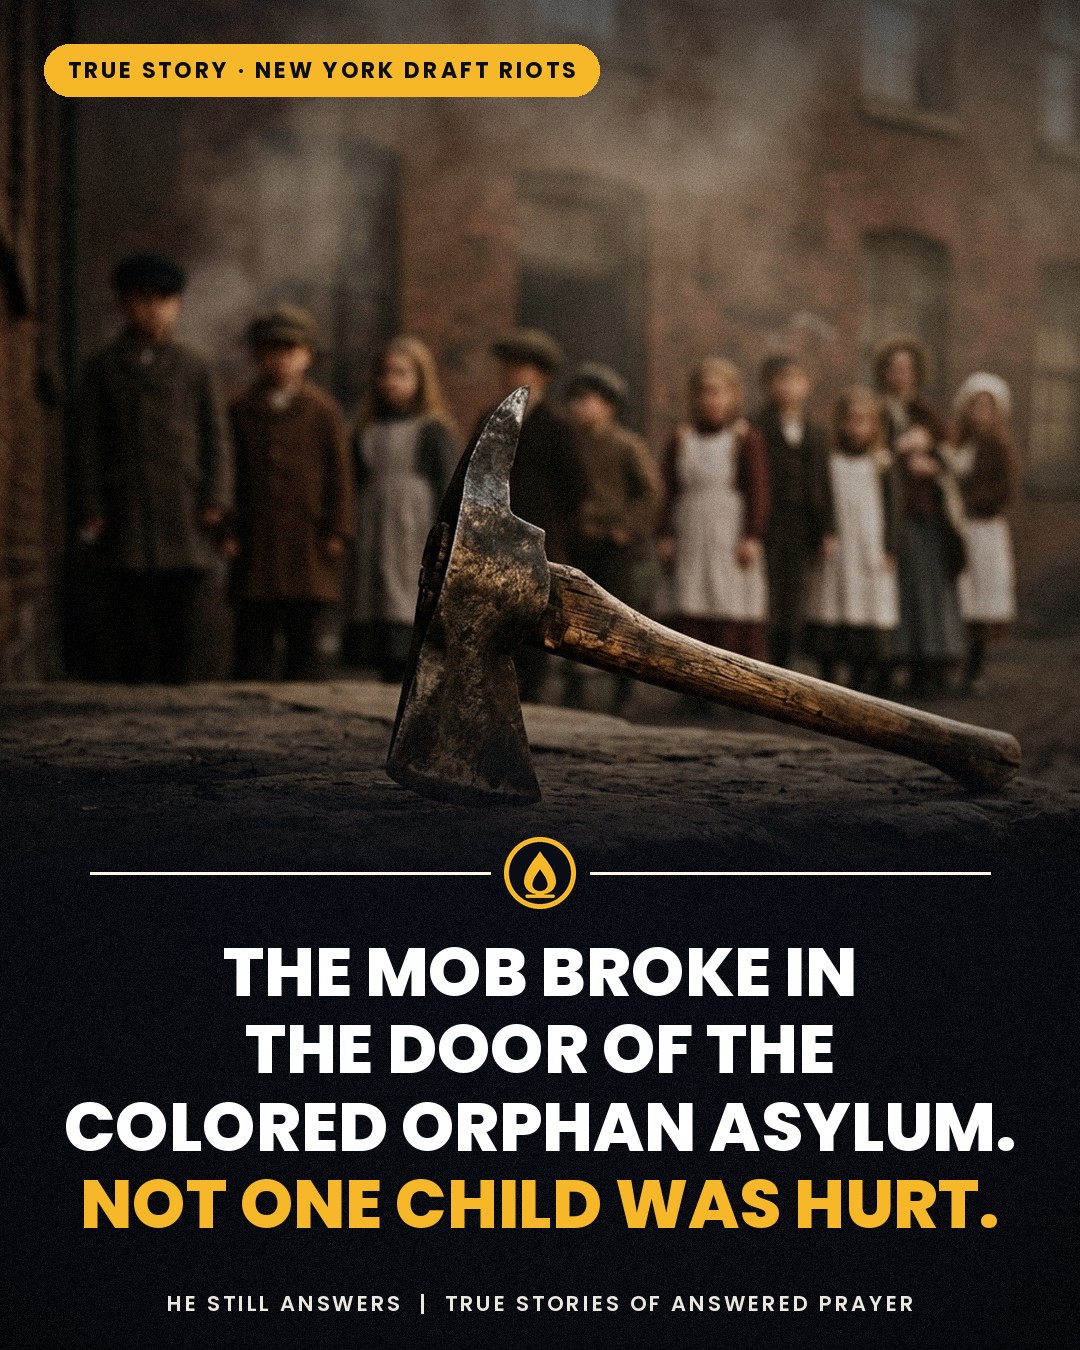 TRUE STORY · NEW YORK DRAFT RIOTS
THE MOB BROKE IN
THE DOOR OF THE
COLORED ORPHAN ASYLUM.
NOT ONE CHILD WAS HURT.
HE STILL ANSWERS | TRUE STORIES OF ANSWERED PRAYER